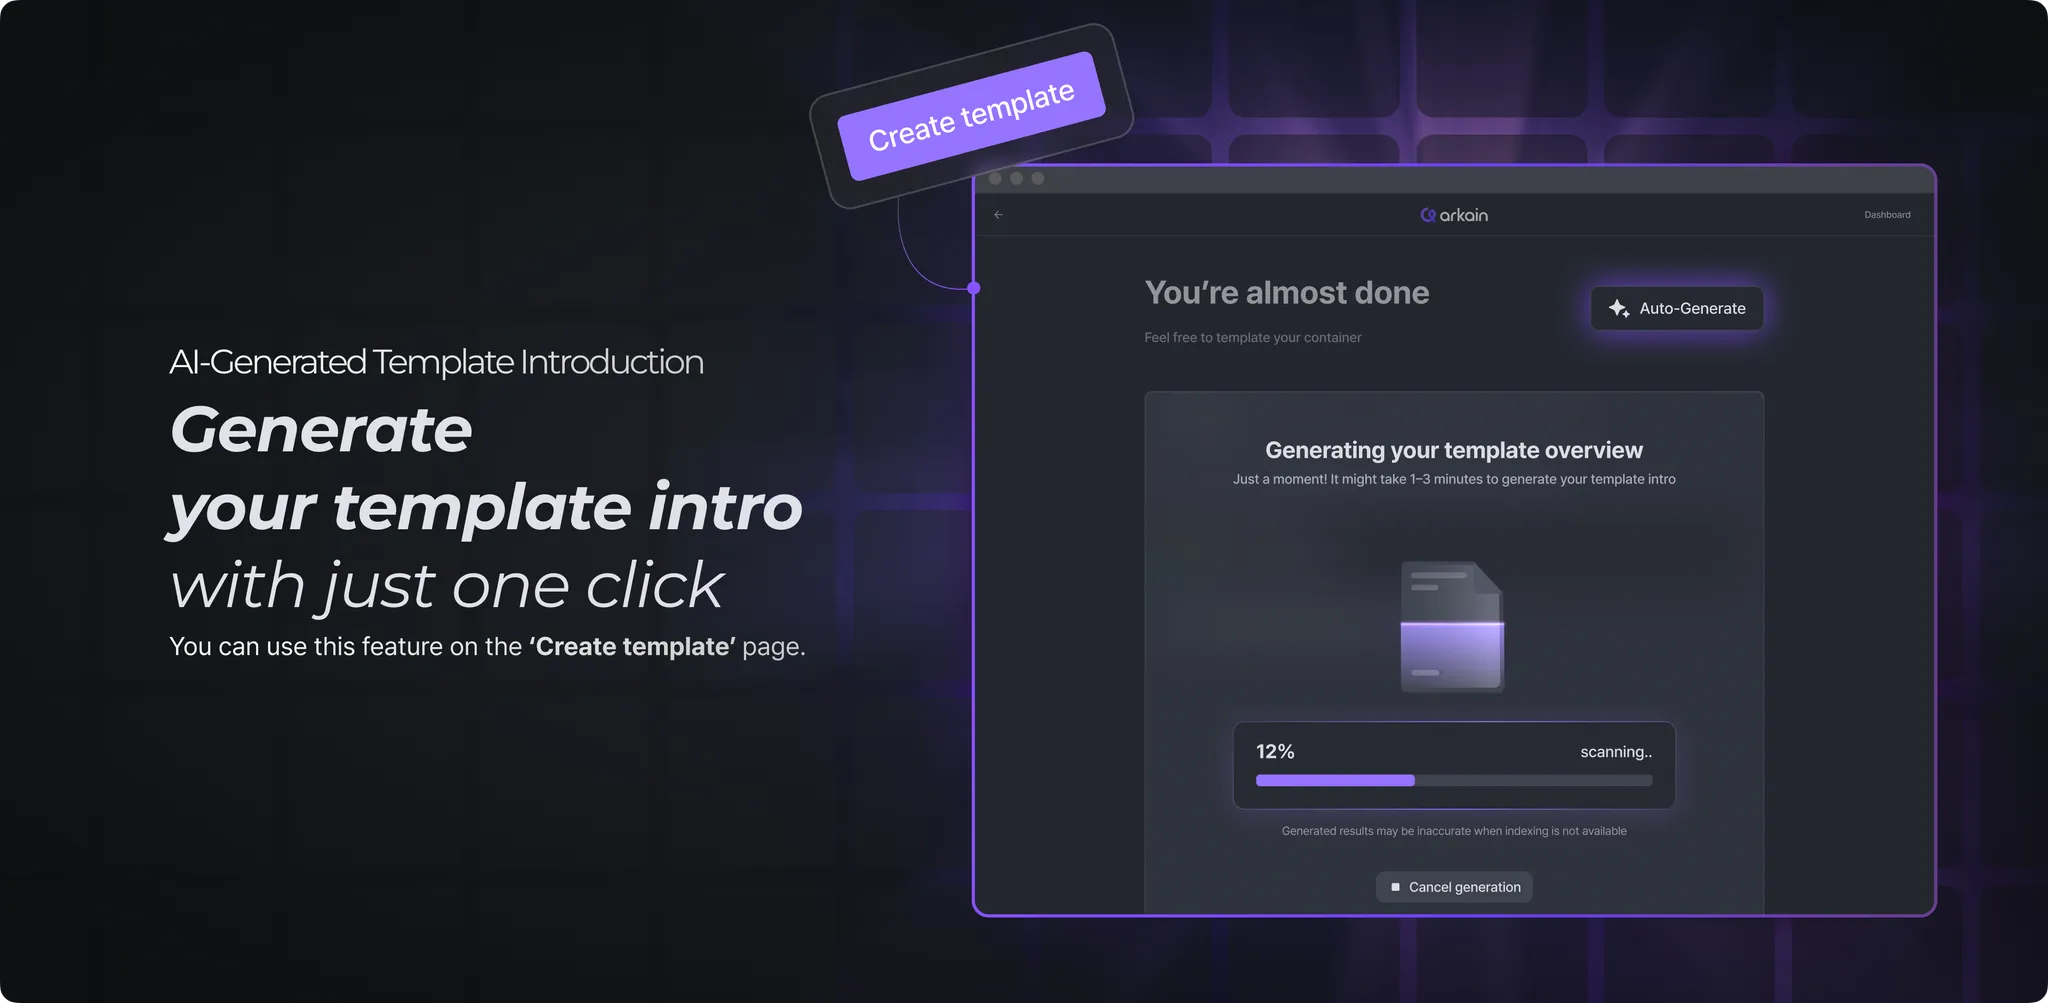 Create template
arkain
Dashboard
You're almost done
Auto-Generate
Feel free to template your container
AI-Generated Template Introduction
Generate
your template intro
with just one click
You can use this feature on the ‘Create template’ page.
Generating your template overview
Just a moment! It might take 1–3 minutes to generate your template intro
12%
scanning..
Generated results may be inaccurate when indexing is not available
Cancel generation